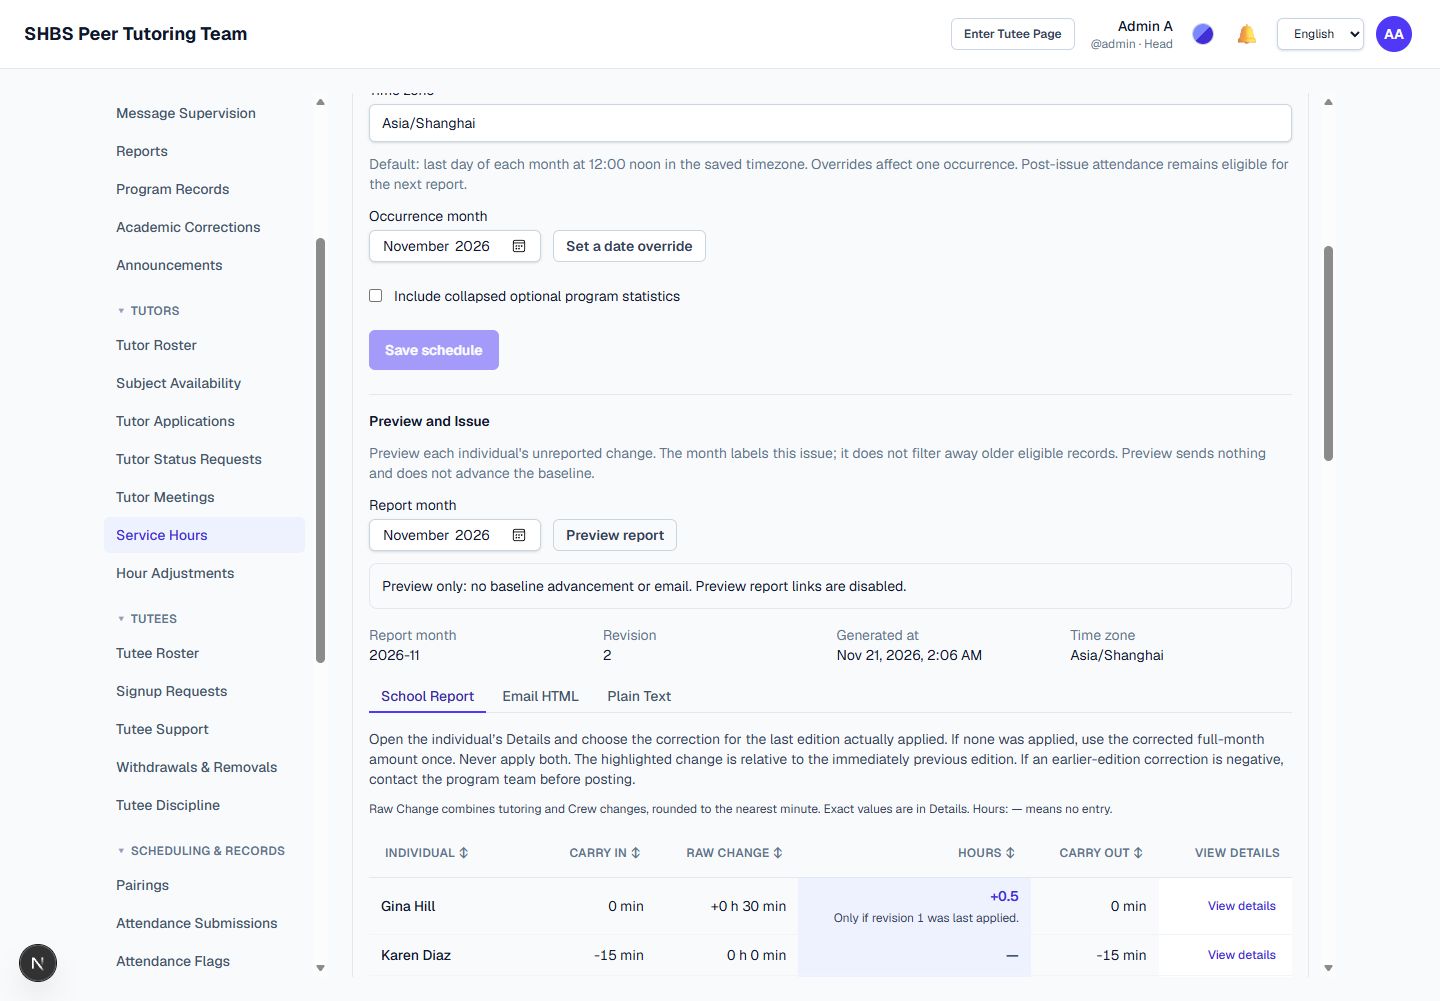 SHBS Peer Tutoring Team
Enter Tutee Page
Admin A
@admin · Head
English
AA
Message Supervision
Reports
Program Records
Academic Corrections
Announcements
TUTORS
Tutor Roster
Subject Availability
Tutor Applications
Tutor Status Requests
Tutor Meetings
Service Hours
Hour Adjustments
TUTEES
Tutee Roster
Signup Requests
Tutee Support
Withdrawals & Removals
Tutee Discipline
SCHEDULING & RECORDS
Pairings
Attendance Submissions
Attendance Flags
N
Time zone
Asia/Shanghai
Default: last day of each month at 12:00 noon in the saved timezone. Overrides affect one occurrence. Post-issue attendance remains eligible for
the next report.
Occurrence month
November 2026
Set a date override
Include collapsed optional program statistics
Save schedule
Preview and Issue
Preview each individual's unreported change. The month labels this issue; it does not filter away older eligible records. Preview sends nothing
and does not advance the baseline.
Report month
November 2026
Preview report
Preview only: no baseline advancement or email. Preview report links are disabled.
Report month
2026-11
Revision
2
Generated at
Nov 21, 2026, 2:06 AM
Time zone
Asia/Shanghai
School Report
Email HTML
Plain Text
Open the individual's Details and choose the correction for the last edition actually applied. If none was applied, use the corrected full-month
amount once. Never apply both. The highlighted change is relative to the immediately previous edition. If an earlier-edition correction is negative,
contact the program team before posting.
Raw Change combines tutoring and Crew changes, rounded to the nearest minute. Exact values are in Details. Hours: — means no entry.
INDIVIDUAL CARRY IN RAW CHANGE HOURS CARRY OUT VIEW DETAILS
Gina Hill 0 min +0 h 30 min +0.5 0 min View details
Only if revision 1 was last applied.
Karen Diaz -15 min 0 h 0 min — -15 min View details